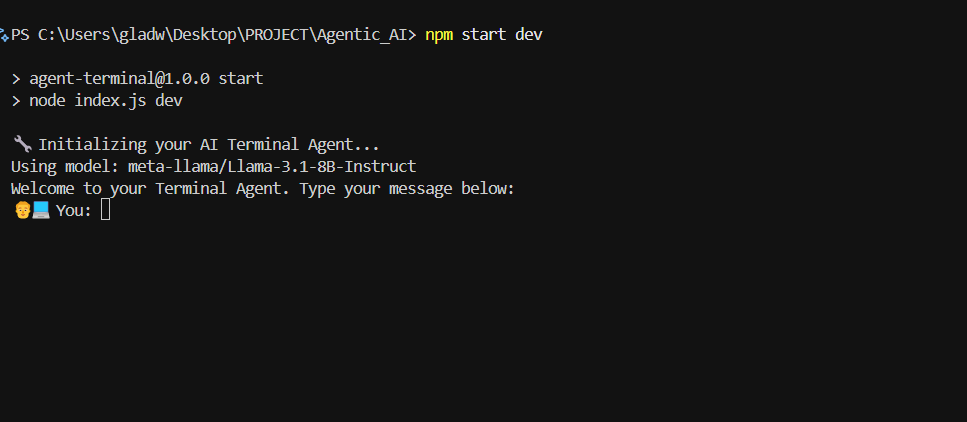 PS C:\Users\gladw\Desktop\PROJECT\Agentic_AI> npm start dev
> agent-terminal@1.0.0 start
> node index.js dev
🔧 Initializing your AI Terminal Agent...
Using model: meta-llama/Llama-3.1-8B-Instruct
Welcome to your Terminal Agent. Type your message below:
🧑💻 You: